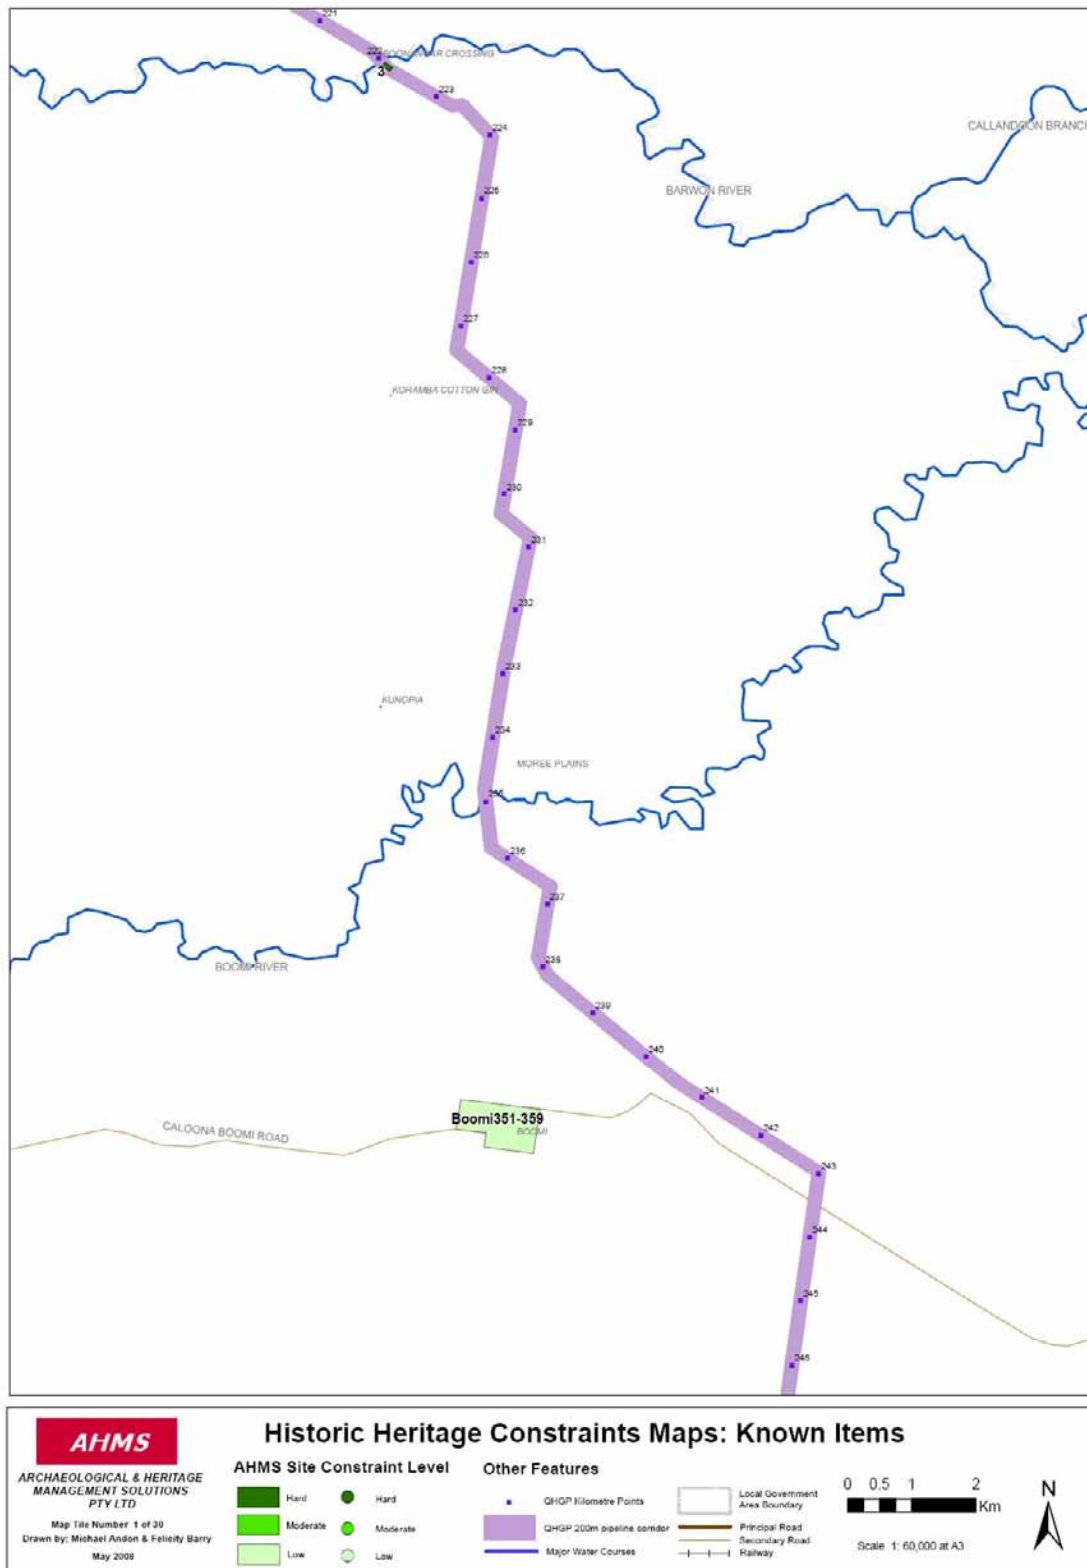 221
222
BOONANGAR CROSSING
3
223
224
CALLANDOON BRANCH
BARWON RIVER
225
226
227
228
KORAMBA COTTON GIN
229
230
231
232
233
KUNOPIA
234
MOREE PLAINS
235
236
237
BOOMI RIVER
238
239
240
241
Boomi351-359
BOOMI
CALOONA BOOMI ROAD
242
243
244
245
246
AHMS
ARCHAEOLOGICAL & HERITAGE
MANAGEMENT SOLUTIONS
PTY LTD
Map Tile Number 1 of 30
Drawn by: Michael Andon & Felicity Barry
May 2008
Historic Heritage Constraints Maps: Known Items
AHMS Site Constraint Level
Hard
Hard
Moderate
Moderate
Low
Low
Other Features
QHGP Kilometre Points
QHGP 200m pipeline corridor
Major Water Courses
Local Government
Area Boundary
Principal Road
Secondary Road
Railway
0 0.5 1 2
Km
Scale 1: 60,000 at A3
N